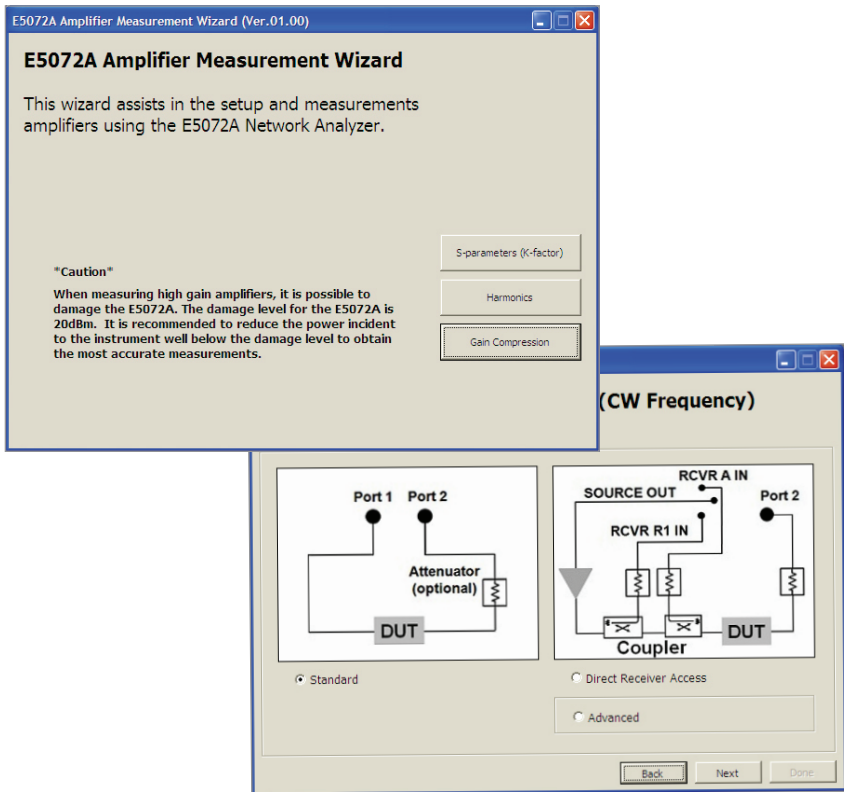 E5072A Amplifier Measurement Wizard (Ver.01.00)
E5072A Amplifier Measurement Wizard
This wizard assists in the setup and measurements
amplifiers using the E5072A Network Analyzer.
*Caution*
When measuring high gain amplifiers, it is possible to
damage the E5072A. The damage level for the E5072A is
20dBm. It is recommended to reduce the power incident
to the instrument well below the damage level to obtain
the most accurate measurements.
S-parameters (K-factor)
Harmonics
Gain Compression
(CW Frequency)
Port 1 Port 2
Attenuator
(optional)
DUT
RCVR A IN
SOURCE OUT
Port 2
RCVR R1 IN
DUT
Coupler
Standard
Direct Receiver Access
Advanced
Back
Next
Done